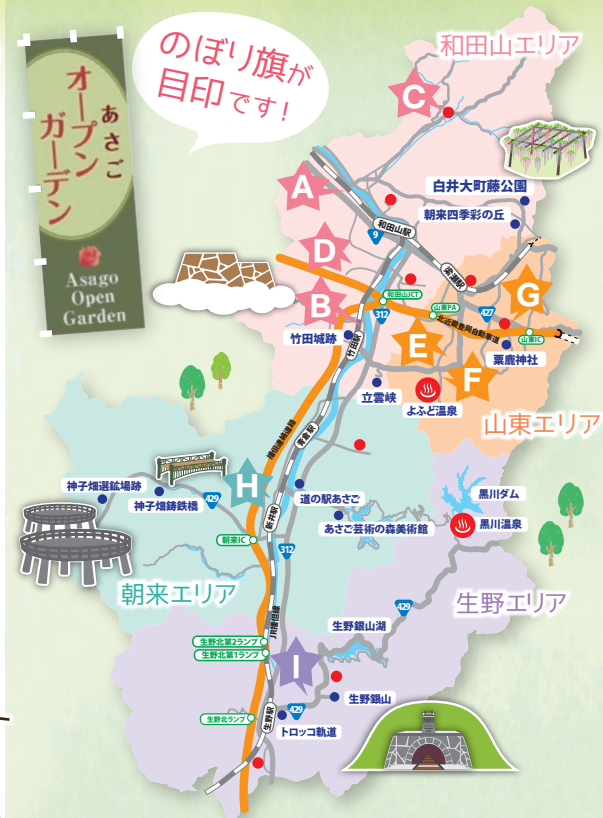 のぼり旗が
目印です!
あさご
オープン
ガーデン
Asago
Open
Garden
和田山エリア
C
白井大町藤公園
朝来四季彩の丘
A
和田山駅
9
D
梁瀬駅
G
和田山JCT
山東PA
B
312
427
北近畿豊岡自動車道
山東IC
竹田城跡
竹田駅
E
粟鹿神社
F
立雲峡
よふど温泉
山東エリア
播但連絡道路
青倉駅
H
神子畑選鉱場跡
神子畑鋳鉄橋
429
道の駅あさご
新井駅
あさご芸術の森美術館
黒川ダム
黒川温泉
朝来IC
312
朝来エリア
生野エリア
JR播但線
429
生野銀山湖
生野北第2ランプ
生野北第1ランプ
I
生野銀山
生野北ランプ
生野駅
429
トロッコ軌道